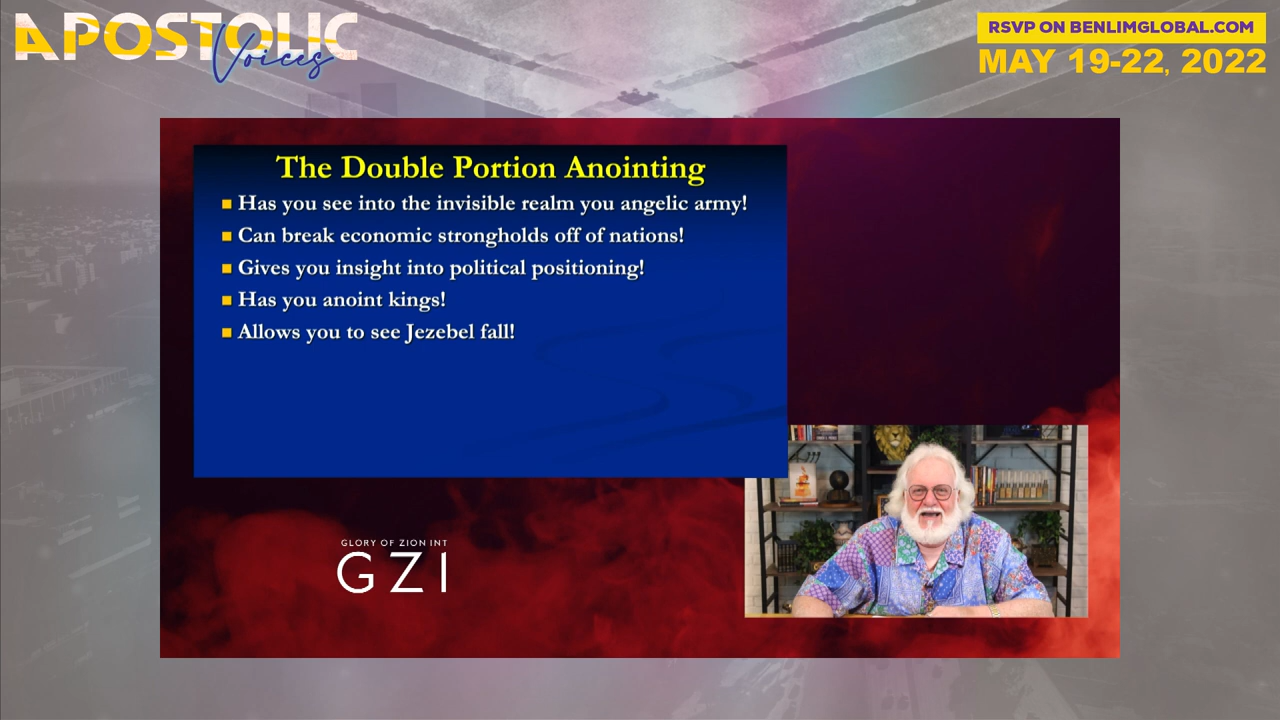 APOSTOLIC
Voices
RSVP ON BENLIMGLOBAL.COM
MAY 19-22, 2022
The Double Portion Anointing
Has you see into the invisible realm you angelic army!
Can break economic strongholds off of nations!
Gives you insight into political positioning!
Has you anoint kings!
Allows you to see Jezebel fall!
GLORY OF ZION INT
GZI